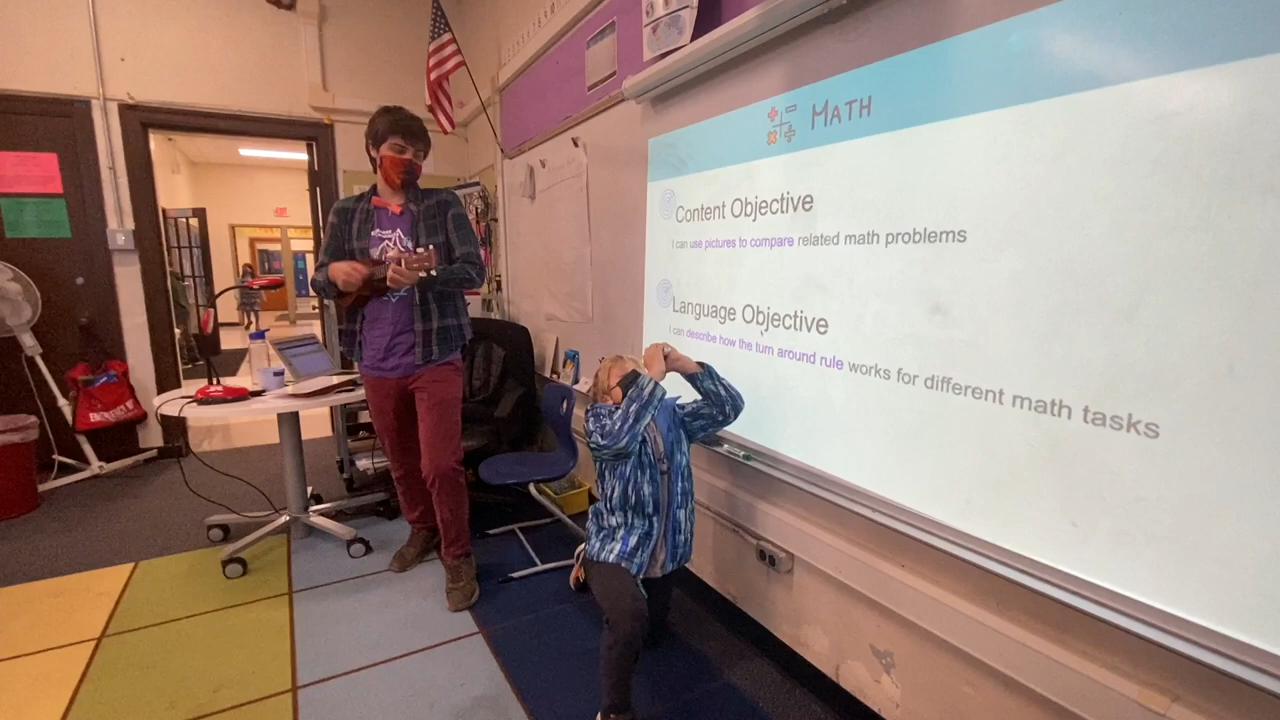 MATH
Content Objective
I can use pictures to compare related math problems
Language Objective
I can describe how the turn around rule works for different math tasks
EXIT